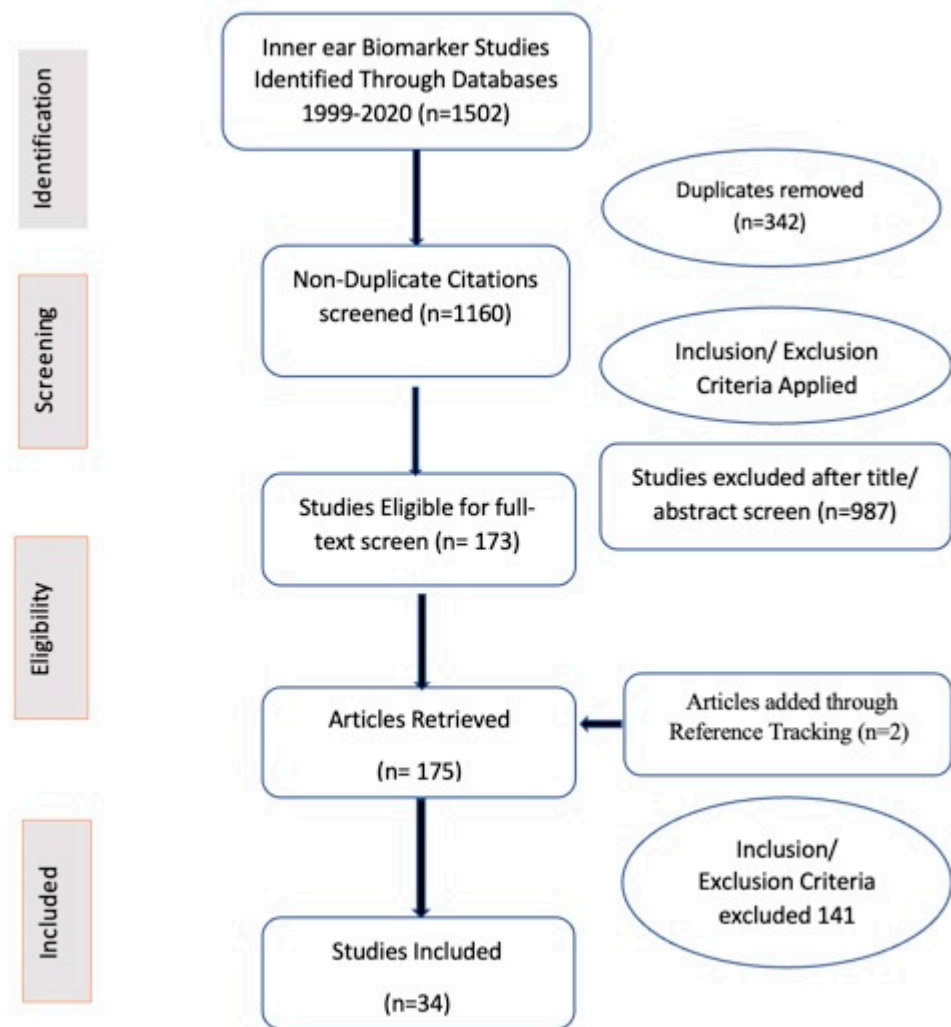 Identification
Inner ear Biomarker Studies
Identified Through Databases
1999-2020 (n=1502)
Duplicates removed
(n=342)
Screening
Non-Duplicate Citations
screened (n=1160)
Inclusion/ Exclusion
Criteria Applied
Studies excluded after title/
abstract screen (n=987)
Eligibility
Studies Eligible for full-
text screen (n= 173)
Articles Retrieved
(n= 175)
Articles added through
Reference Tracking (n=2)
Included
Inclusion/
Exclusion Criteria
excluded 141
Studies Included
(n=34)